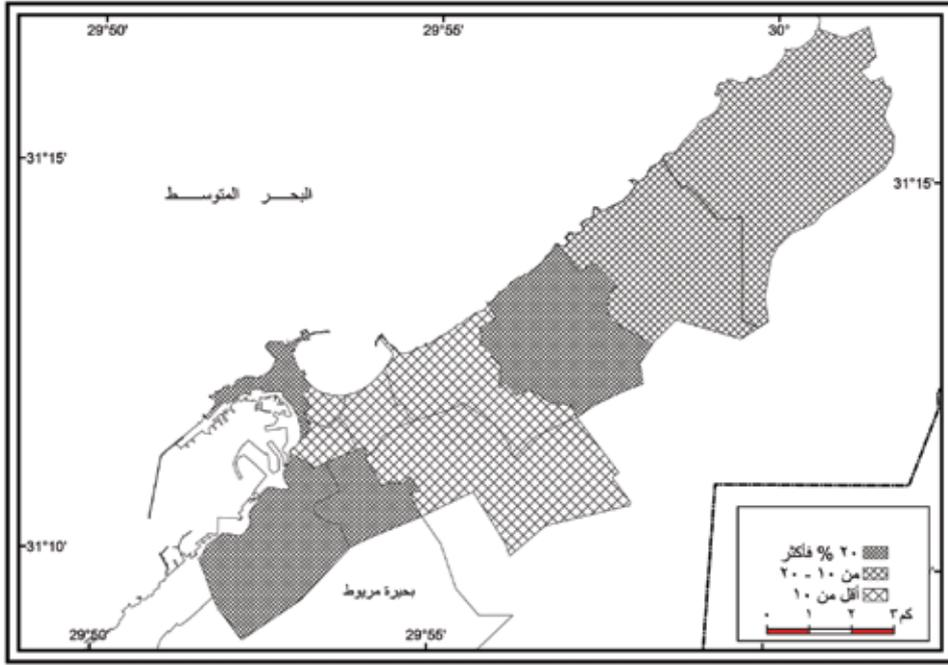 29°50' 29°55' 30°
31°15'
31°15'
البحــر المتوســـط
31°10'
بحيرة مريوط
29°50' 29°55'
٢٠ % فأكثر
من ١٠ - ٢٠
أقل من ١٠
٠ ١ ٢ ٣ كم